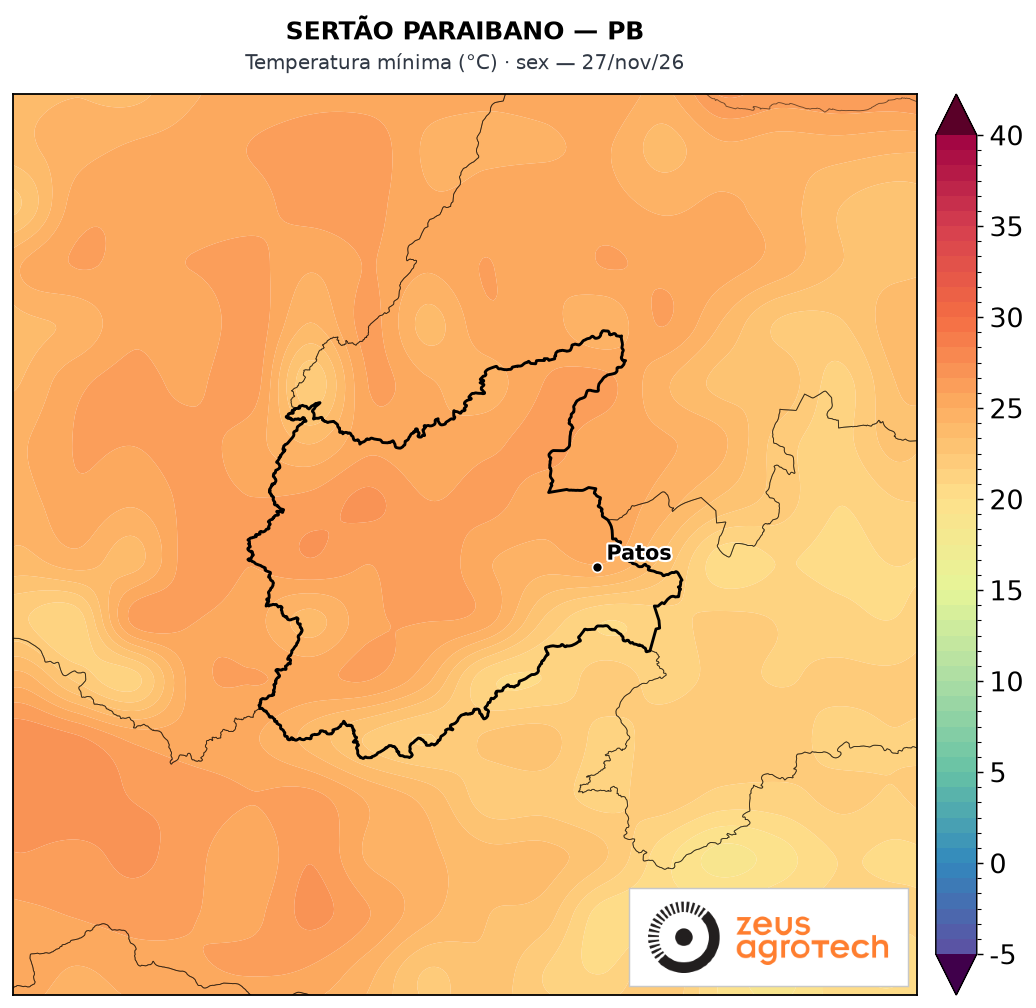 SERTÃO PARAIBANO — PB
Temperatura mínima (°C) · sex — 27/nov/26
40
35
30
25
20
15
10
5
0
-5
Patos
zeus
agrotech